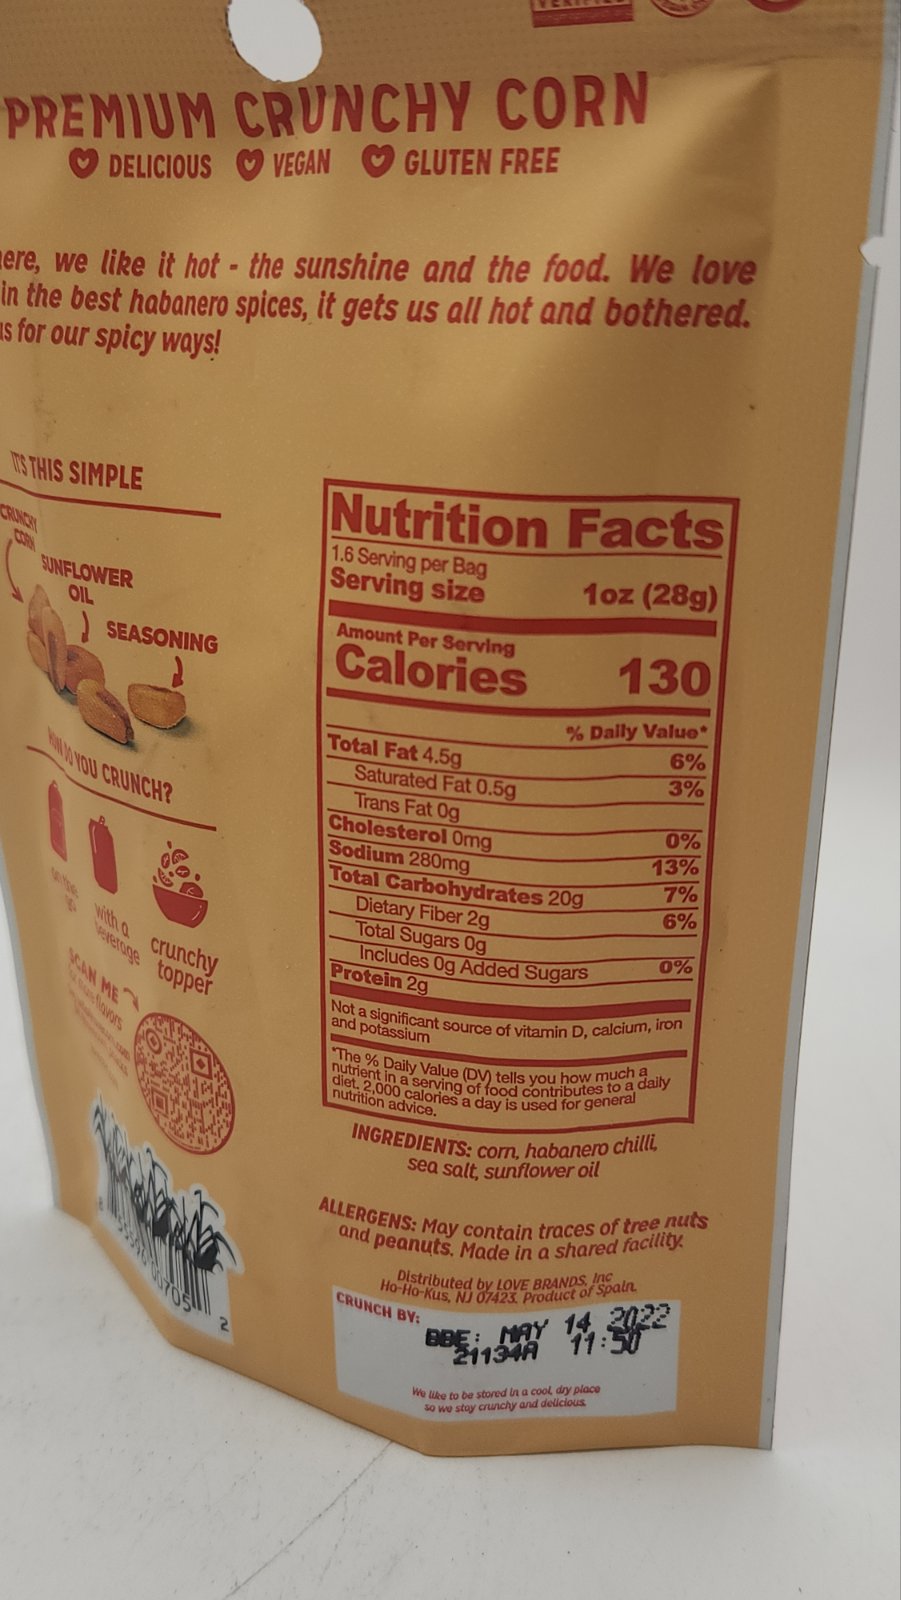 VERIFIED
PREMIUM CRUNCHY CORN
DELICIOUS VEGAN GLUTEN FREE
ere, we like it hot - the sunshine and the food. We love
in the best habanero spices, it gets us all hot and bothered.
us for our spicy ways!
IT'S THIS SIMPLE
CRUNCHY
CORN
SUNFLOWER
OIL
SEASONING
HOW DO YOU CRUNCH?
on the
go
with a
beverage
crunchy
topper
SCAN ME
for more flavors
Nutrition Facts
1.6 Serving per Bag
Serving size 1oz (28g)
Amount Per Serving
Calories 130
% Daily Value*
Total Fat 4.5g 6%
Saturated Fat 0.5g 3%
Trans Fat 0g
Cholesterol 0mg 0%
Sodium 280mg 13%
Total Carbohydrates 20g 7%
Dietary Fiber 2g 6%
Total Sugars 0g
Includes 0g Added Sugars 0%
Protein 2g
Not a significant source of vitamin D, calcium, iron
and potassium
*The % Daily Value (DV) tells you how much a
nutrient in a serving of food contributes to a daily
diet. 2,000 calories a day is used for general
nutrition advice.
INGREDIENTS: corn, habanero chilli,
sea salt, sunflower oil
ALLERGENS: May contain traces of tree nuts
and peanuts. Made in a shared facility.
Distributed by LOVE BRANDS, Inc
Ho-Ho-Kus, NJ 07423. Product of Spain.
CRUNCH BY:
BBE: MAY 14 2022
21134A 11:50
We like to be stored in a cool, dry place
so we stay crunchy and delicious.